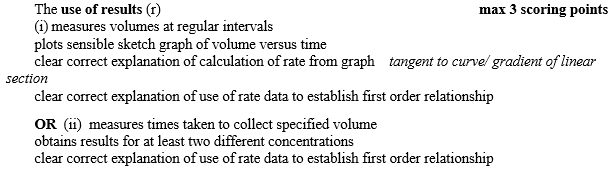 The use of results (r) max 3 scoring points
(i) measures volumes at regular intervals
plots sensible sketch graph of volume versus time
clear correct explanation of calculation of rate from graph tangent to curve/ gradient of linear
section
clear correct explanation of use of rate data to establish first order relationship
OR (ii) measures times taken to collect specified volume
obtains results for at least two different concentrations
clear correct explanation of use of rate data to establish first order relationship